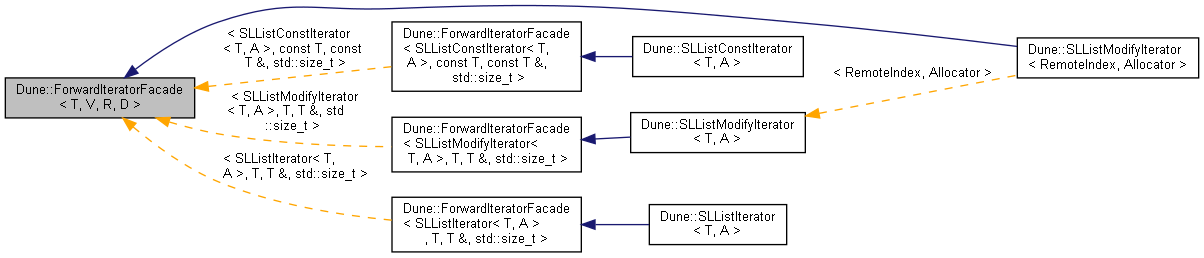 Dune::ForwardIteratorFacade
< T, V, R, D >
< SLListConstIterator
< T, A >, const T, const
T &, std::size_t >
< SLListModifyIterator
< T, A >, T, T &, std
::size_t >
< SLListIterator< T,
A >, T, T &, std::size_t >
Dune::ForwardIteratorFacade
< SLListConstIterator< T,
A >, const T, const T &,
std::size_t >
Dune::ForwardIteratorFacade
< SLListModifyIterator<
T, A >, T, T &, std::size_t >
Dune::ForwardIteratorFacade
< SLListIterator< T, A >
, T, T &, std::size_t >
Dune::SLListConstIterator
< T, A >
Dune::SLListModifyIterator
< T, A >
Dune::SLListIterator
< T, A >
< RemoteIndex, Allocator >
Dune::SLListModifyIterator
< RemoteIndex, Allocator >